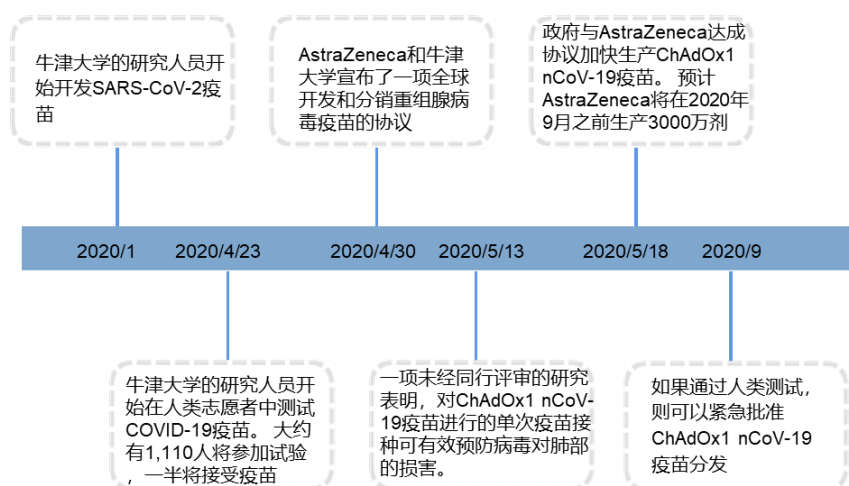 牛津大学的研究人员开
始开发SARS-CoV-2疫
苗
AstraZeneca和牛津
大学宣布了一项全球
开发和分销重组腺病
毒疫苗的协议
政府与AstraZeneca达成
协议加快生产ChAdOx1
nCoV-19疫苗。 预计
AstraZeneca将在2020年
9月之前生产3000万剂
2020/1
2020/4/23
2020/4/30
2020/5/13
2020/5/18
2020/9
牛津大学的研究人员开
始在人类志愿者中测试
COVID-19疫苗。 大约
有1,110人将参加试验
，一半将接受疫苗
一项未经同行评审的研究
表明，对ChAdOx1 nCoV-
19疫苗进行的单次疫苗接
种可有效预防病毒对肺部
的损害。
如果通过人类测试，
则可以紧急批准
ChAdOx1 nCoV-19
疫苗分发